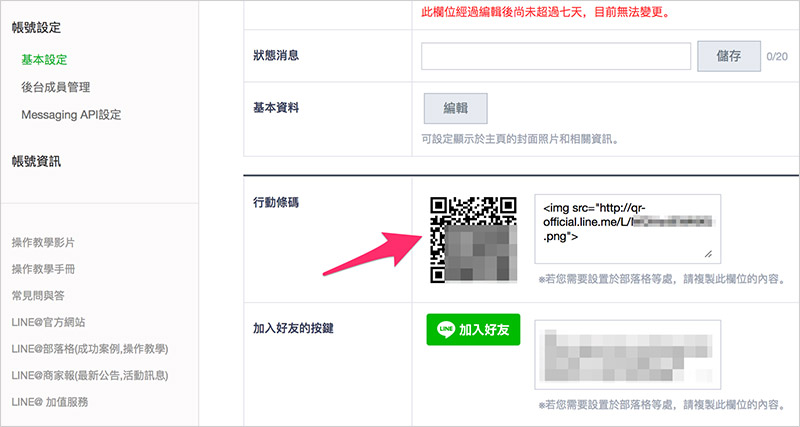 帳號設定
基本設定
後台成員管理
Messaging API設定
帳號資訊
操作教學影片
操作教學手冊
常見問與答
LINE@官方網站
LINE@部落格(成功案例,操作教學)
LINE@商家報(最新公告,活動訊息)
LINE@ 加值服務
此欄位經過編輯後尚未超過七天，目前無法變更。
狀態消息
儲存
0/20
基本資料
編輯
可設定顯示於主頁的封面照片和相關資訊。
行動條碼
<img src="http://qr-
official.line.me/L/
.png">
※若您需要設置於部落格等處，請複製此欄位的內容。
加入好友的按鍵
LINE
加入好友
※若您需要設置於部落格等處，請複製此欄位的內容。